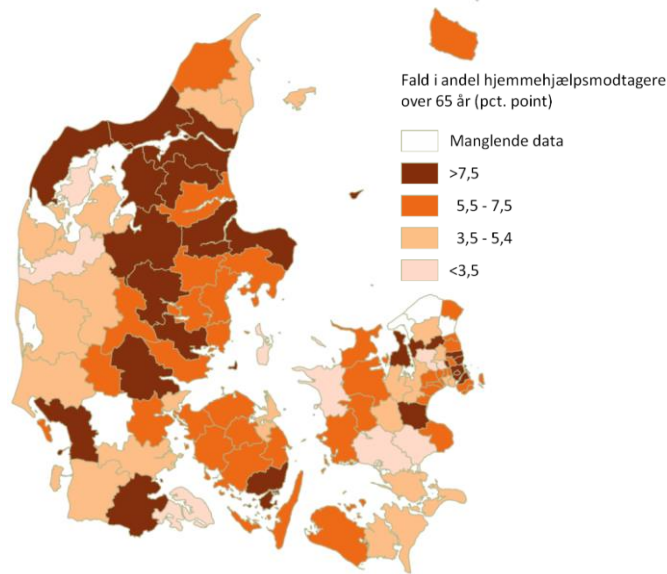 Fald i andel hjemmehjælpsmodtagere
over 65 år (pct. point)
Manglende data
>7,5
5,5 - 7,5
3,5 - 5,4
<3,5